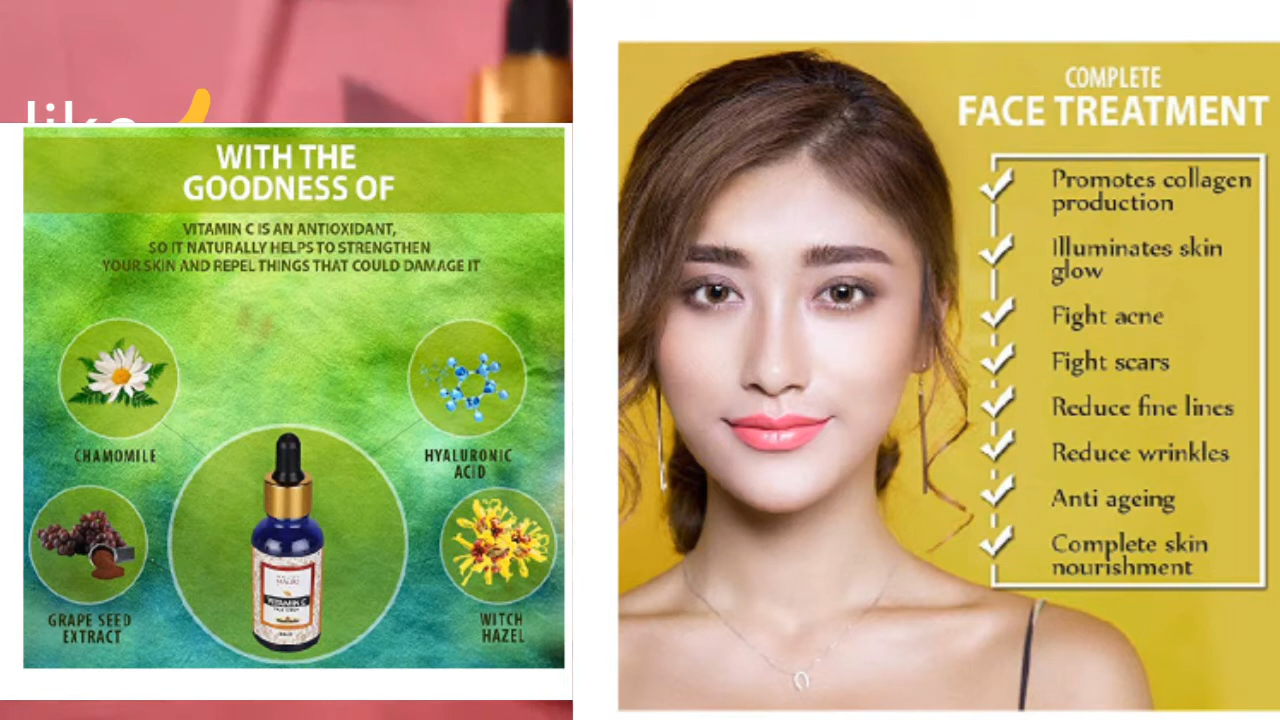 like
WITH THE
GOODNESS OF
VITAMIN C IS AN ANTIOXIDANT,
SO IT NATURALLY HELPS TO STRENGTHEN
YOUR SKIN AND REPEL THINGS THAT COULD DAMAGE IT
CHAMOMILE
HYALURONIC
ACID
GRAPE SEED
EXTRACT
VITAMIN C
WITCH
HAZEL
COMPLETE
FACE TREATMENT
Promotes collagen
production
Illuminates skin
glow
Fight acne
Fight scars
Reduce fine lines
Reduce wrinkles
Anti ageing
Complete skin
nourishment